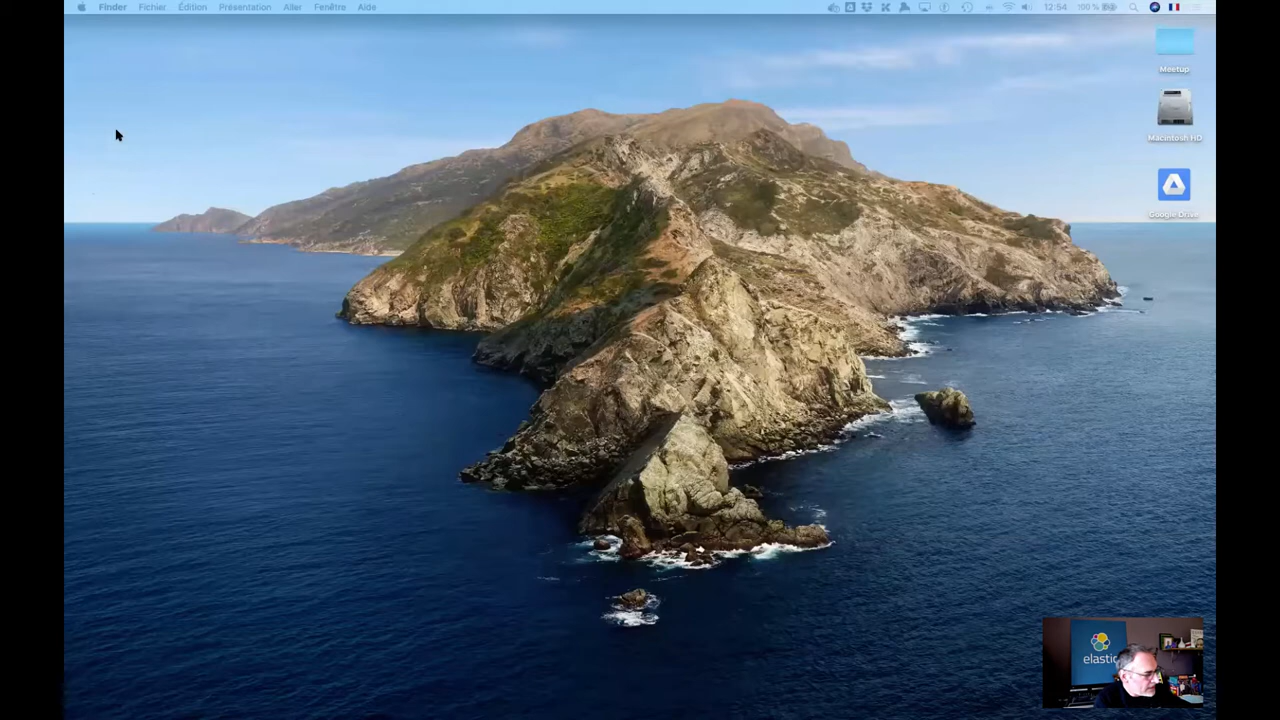 Finder Fichier Édition Présentation Aller Fenêtre Aide 12:54 100 %
Meetup
Macintosh HD
Google Drive
elastic